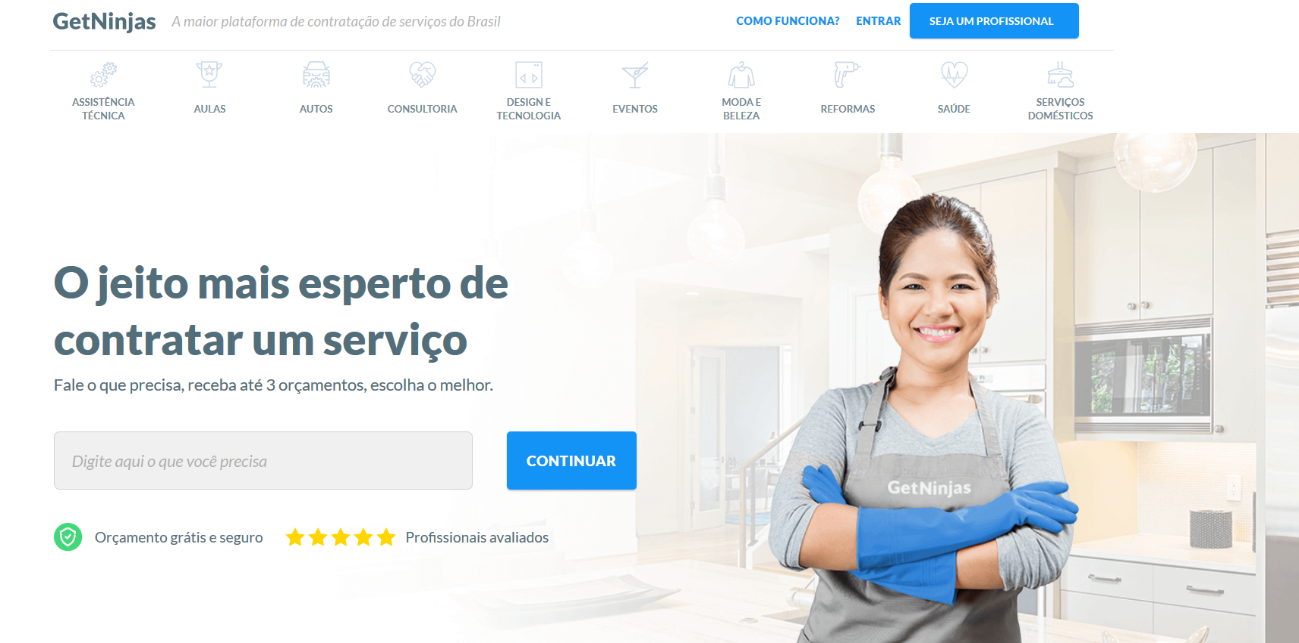 GetNinjas A maior plataforma de contratação de serviços do Brasil COMO FUNCIONA? ENTRAR SEJA UM PROFISSIONAL
ASSISTÊNCIA
TÉCNICA
AULAS
AUTOS
CONSULTORIA
DESIGN E
TECNOLOGIA
EVENTOS
MODA E
BELEZA
REFORMAS
SAÚDE
SERVIÇOS
DOMÉSTICOS
O jeito mais esperto de
contratar um serviço
Fale o que precisa, receba até 3 orçamentos, escolha o melhor.
Digite aqui o que você precisa
CONTINUAR
Orçamento grátis e seguro
Profissionais avaliados
GetNinjas